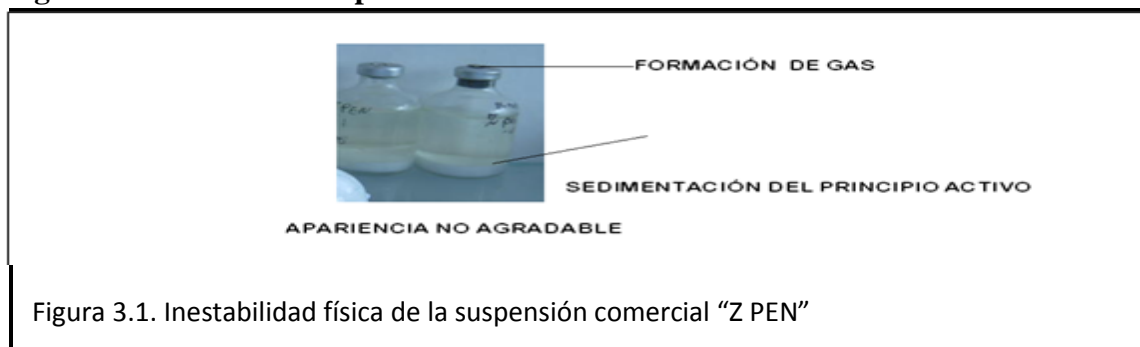 FORMACIÓN DE GAS
PEN
SEDIMENTACIÓN DEL PRINCIPIO ACTIVO
APARIENCIA NO AGRADABLE
Figura 3.1. Inestabilidad física de la suspensión comercial “Z PEN”